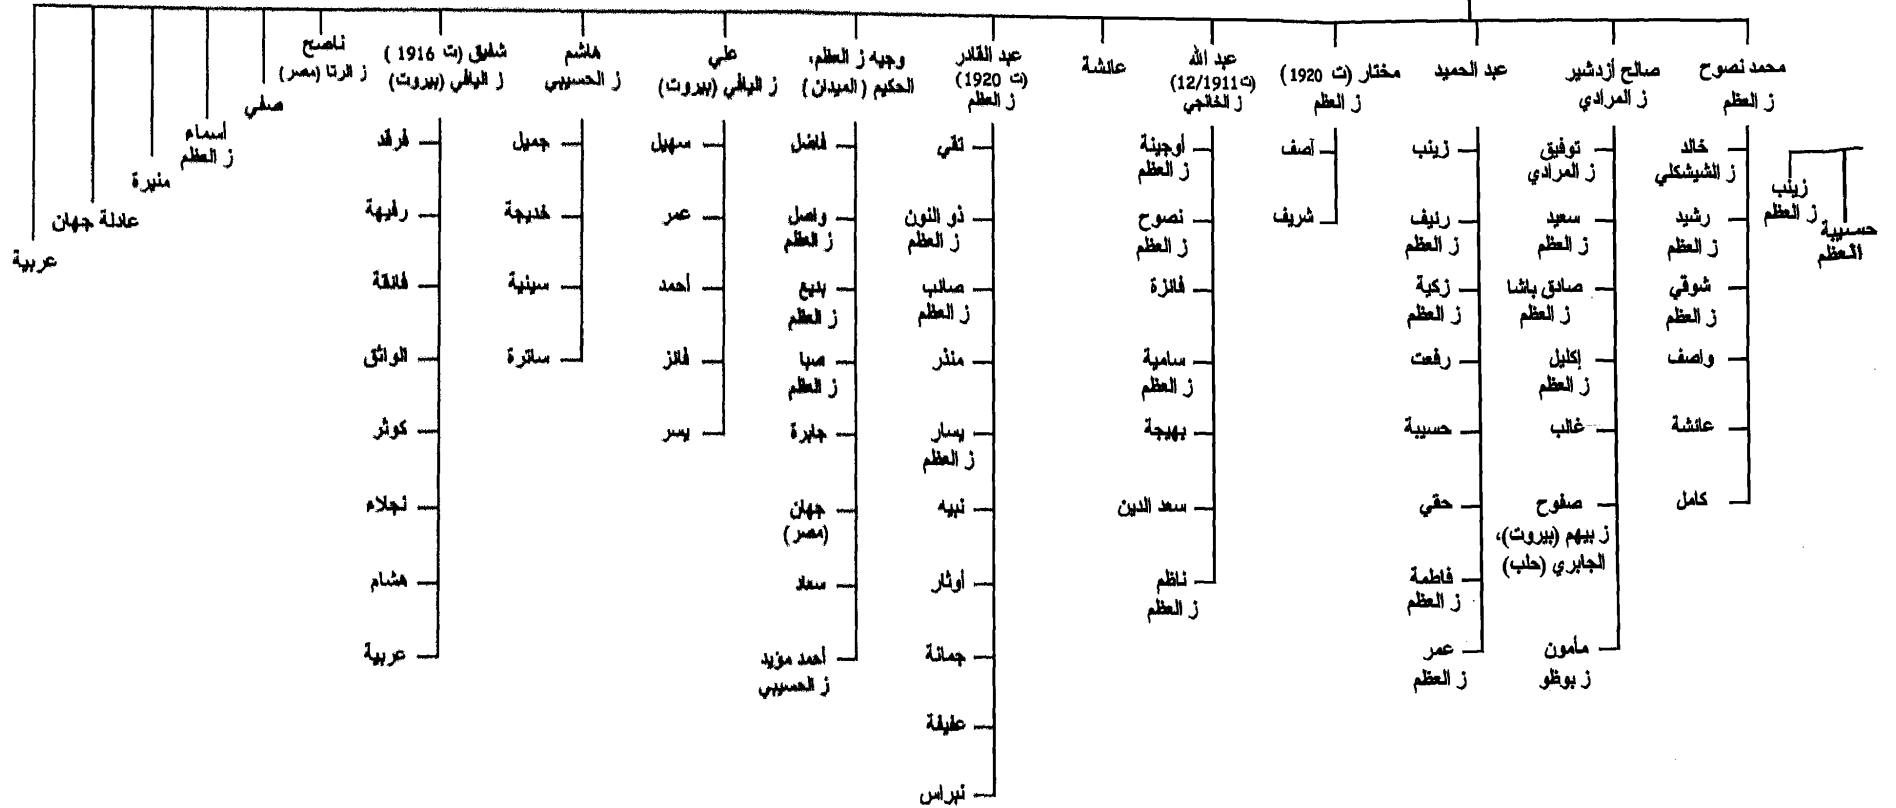 محمد نصوح
ز العظم
خالد
ز الشيشكلي
رشيد
ز العظم
شوقي
ز العظم
واصف
عائشة
كامل
زينب
ز العظم
حسيبة
العظم
صالح أزدشير
ز المرادي
توفيق
ز المرادي
سعيد
ز العظم
صادق باشا
ز العظم
إكليل
ز العظم
غالب
صفوح
ز بيهم (بيروت)،
الجابري (حلب)
مأمون
ز بوظو
عبد الحميد
زينب
رئيف
ز العظم
زكية
ز العظم
رفعت
حسيبة
حقي
فاطمة
ز العظم
عمر
ز العظم
مختار (ت 1920)
ز العظم
آصف
شريف
عبد الله
(ت12/1911)
ز الخانجي
أوجينة
ز العظم
نصوح
ز العظم
فائزة
سامية
ز العظم
بهيجة
سعد الدين
ناظم
ز العظم
عائشة
عبد القادر
(ت 1920)
ز العظم
تقي
ذو النون
ز العظم
صائب
ز العظم
منذر
يسار
ز العظم
نبيه
أوثار
جمانة
عفيفة
نبراس
وجيه ز العظم،
الحكيم (الميدان)
فاضل
واصل
ز العظم
بديع
ز العظم
صبا
ز العظم
جابرة
جهان
(مصر)
سعاد
أحمد مؤيد
ز الحسيبي
علي
ز اليافي (بيروت)
سهيل
عمر
أحمد
فائز
يسر
هاشم
ز الحسيبي
جميل
خديجة
سينية
سائرة
شفيق (ت 1916)
ز اليافي (بيروت)
فرقد
رفيهة
فائقة
الواثق
كوثر
نجلاء
هشام
عربية
ناصح
ز الرتا (مصر)
صفي
أسماء
ز العظم
منيرة
عادلة جهان
عربية